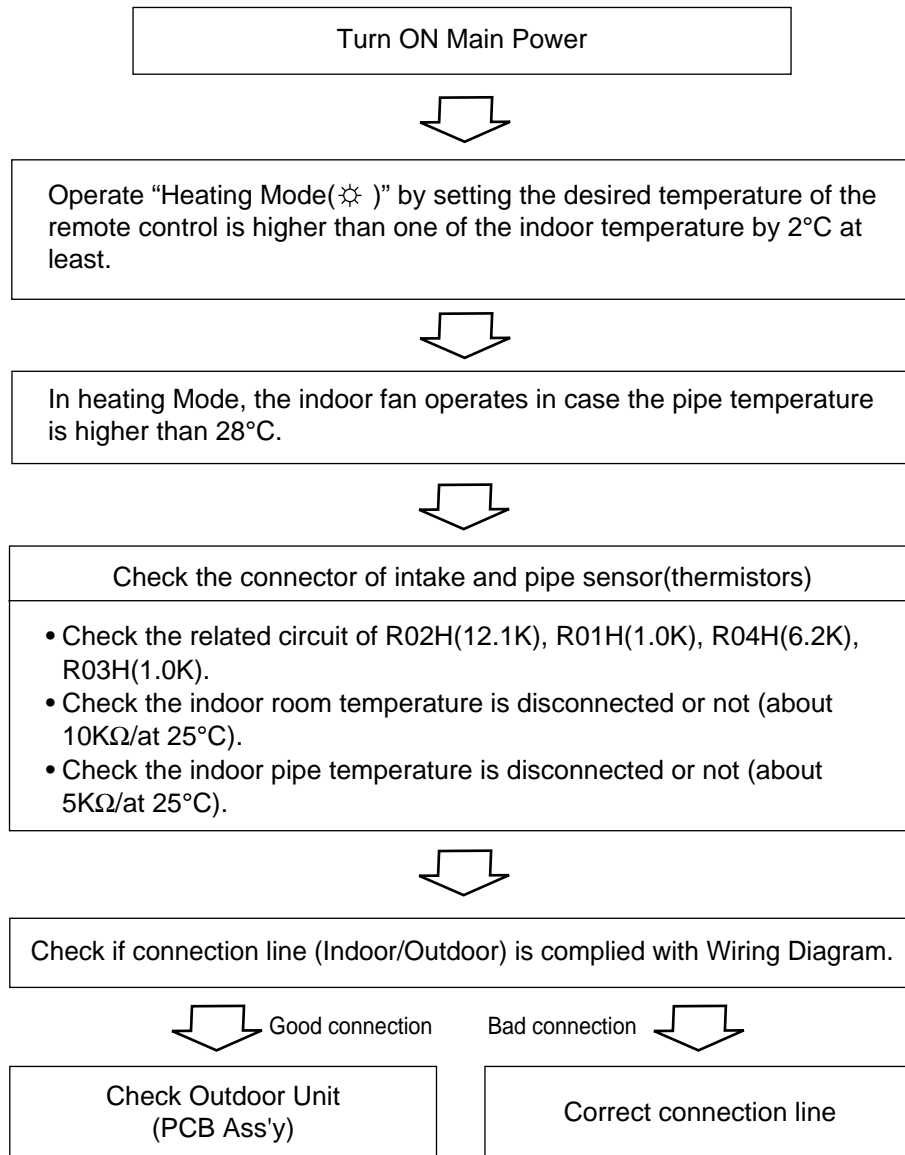 Turn ON Main Power
Operate “Heating Mode(☼ )” by setting the desired temperature of the
remote control is higher than one of the indoor temperature by 2°C at
least.
In heating Mode, the indoor fan operates in case the pipe temperature
is higher than 28°C.
Check the connector of intake and pipe sensor(thermistors)
• Check the related circuit of R02H(12.1K), R01H(1.0K), R04H(6.2K),
R03H(1.0K).
• Check the indoor room temperature is disconnected or not (about
10KΩ/at 25°C).
• Check the indoor pipe temperature is disconnected or not (about
5KΩ/at 25°C).
Check if connection line (Indoor/Outdoor) is complied with Wiring Diagram.
Good connection
Bad connection
Check Outdoor Unit
(PCB Ass'y)
Correct connection line